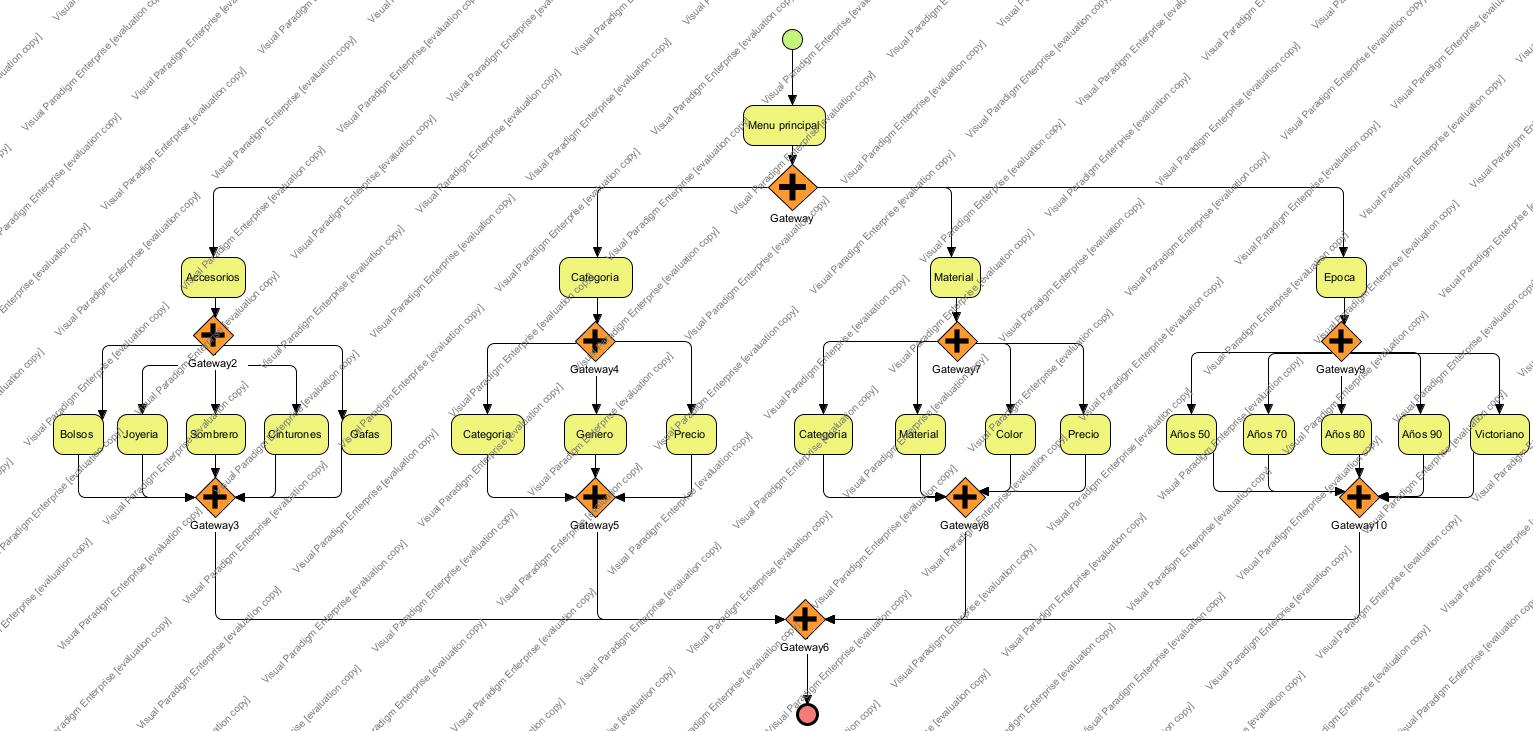 Menu principal
Gateway
Accesorios
Categoria
Material
Epoca
Gateway2
Gateway4
Gateway7
Gateway9
Bolsos
Joyeria
Sombrero
Cinturones
Gafas
Categoria
Genero
Precio
Categoria
Material
Color
Precio
Años 50
Años 70
Años 80
Años 90
Victoriano
Gateway3
Gateway5
Gateway8
Gateway10
Gateway6
Visual Paradigm Enterprise [evaluation copy]